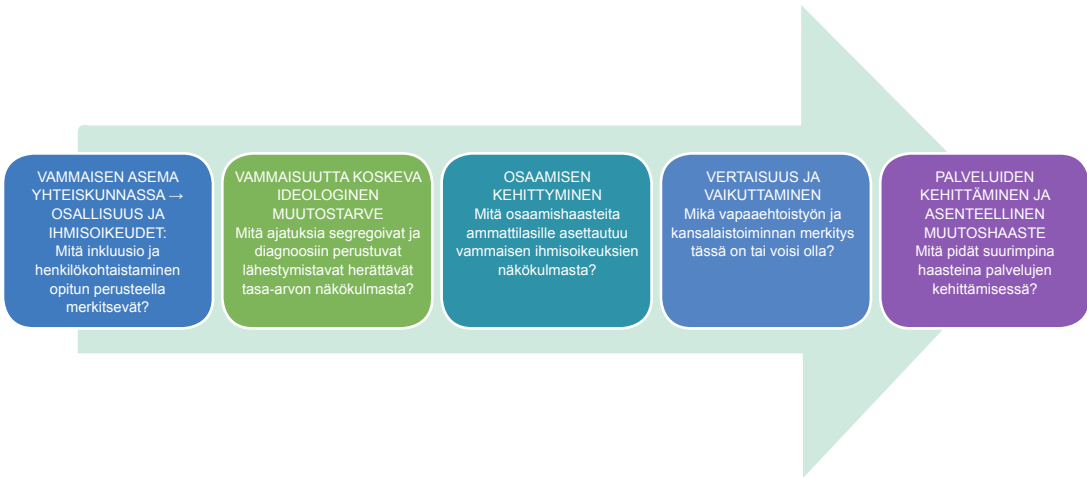 VAMMAISEN ASEMA
YHTEISKUNNASSA →
OSALLISUUS JA
IHMISOIKEUDET:
Mitä inkluusio ja
henkilökohtaistaminen
opitun perusteella
merkitsevät?
VAMMAISUUTTA KOSKEVA
IDEOLOGINEN
MUUTOSTARVE
Mitä ajatuksia segregoivat ja
diagnoosiin perustuvat
lähestymistavat herättävät
tasa-arvon näkökulmasta?
OSAAMISEN
KEHITTYMINEN
Mitä osaamishaasteita
ammattilasille asettautuu
vammaisen ihmisoikeuksien
näkökulmasta?
VERTAISUUS JA
VAIKUTTAMINEN
Mikä vapaaehtoistyön ja
kansalaistoiminnan merkitys
tässä on tai voisi olla?
PALVELUIDEN
KEHITTÄMINEN JA
ASENTEELLINEN
MUUTOSHAASTE
Mitä pidät suurimpina
haasteina palvelujen
kehittämisessä?